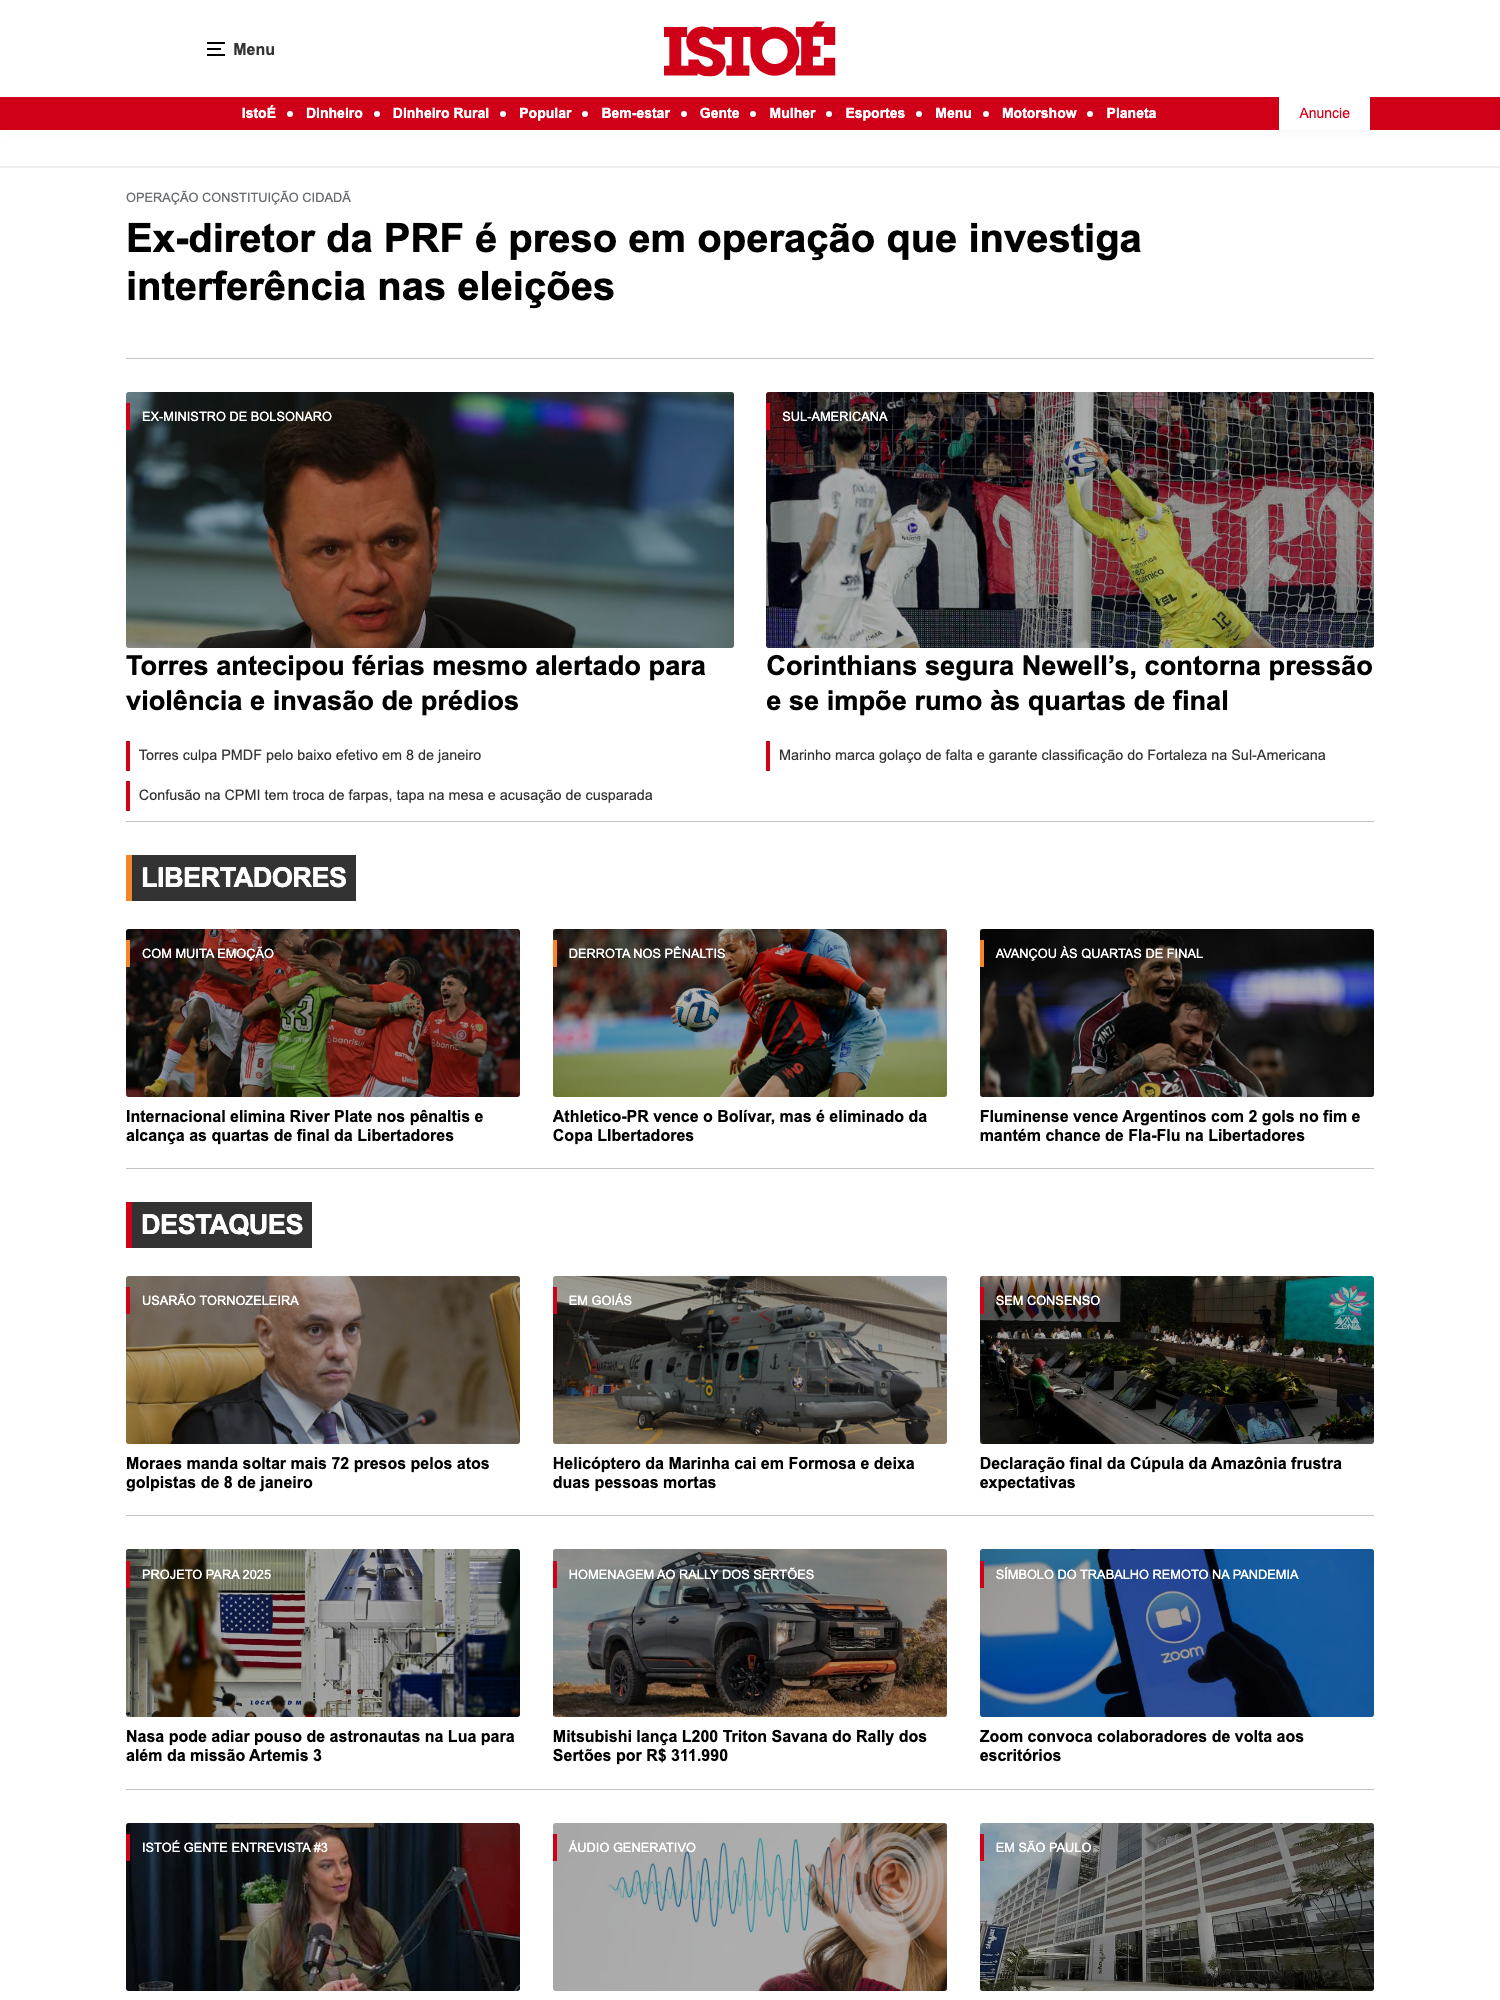 Menu
ISTOÉ
IstoÉ • Dinheiro • Dinheiro Rural • Popular • Bem-estar • Gente • Mulher • Esportes • Menu • Motorshow • Planeta
Anuncie
OPERAÇÃO CONSTITUIÇÃO CIDADÃ
Ex-diretor da PRF é preso em operação que investiga
interferência nas eleições
EX-MINISTRO DE BOLSONARO
Torres antecipou férias mesmo alertado para
violência e invasão de prédios
Torres culpa PMDF pelo baixo efetivo em 8 de janeiro
Confusão na CPMI tem troca de farpas, tapa na mesa e acusação de cusparada
SUL-AMERICANA
12
Corinthians segura Newell’s, contorna pressão
e se impõe rumo às quartas de final
Marinho marca golaço de falta e garante classificação do Fortaleza na Sul-Americana
LIBERTADORES
COM MUITA EMOÇÃO
33
banrisul
Internacional elimina River Plate nos pênaltis e
alcança as quartas de final da Libertadores
DERROTA NOS PÊNALTIS
Athletico-PR vence o Bolívar, mas é eliminado da
Copa LIbertadores
AVANÇOU ÀS QUARTAS DE FINAL
Fluminense vence Argentinos com 2 gols no fim e
mantém chance de Fla-Flu na Libertadores
DESTAQUES
USARÃO TORNOZELEIRA
Moraes manda soltar mais 72 presos pelos atos
golpistas de 8 de janeiro
EM GOIÁS
Helicóptero da Marinha cai em Formosa e deixa
duas pessoas mortas
SEM CONSENSO
Declaração final da Cúpula da Amazônia frustra
expectativas
PROJETO PARA 2025
LOCKHEED M
Nasa pode adiar pouso de astronautas na Lua para
além da missão Artemis 3
HOMENAGEM AO RALLY DOS SERTÕES
Mitsubishi lança L200 Triton Savana do Rally dos
Sertões por R$ 311.990
SÍMBOLO DO TRABALHO REMOTO NA PANDEMIA
zoom
Zoom convoca colaboradores de volta aos
escritórios
ISTOÉ GENTE ENTREVISTA #3
ÁUDIO GENERATIVO
EM SÃO PAULO